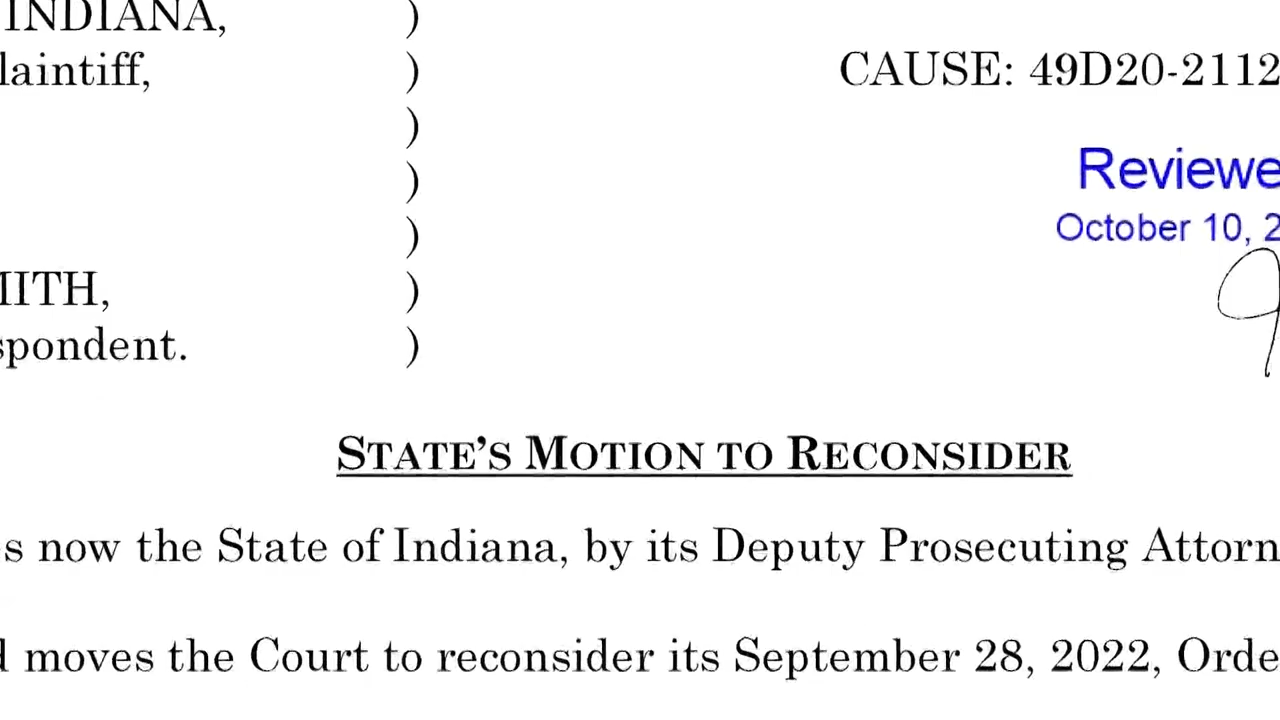 INDIANA, )
laintiff, ) CAUSE: 49D20-2112
)
Reviewe
)
October 10, 2
)
MITH, )
spondent. )
STATE'S MOTION TO RECONSIDER
s now the State of Indiana, by its Deputy Prosecuting Attorn
d moves the Court to reconsider its September 28, 2022, Orde